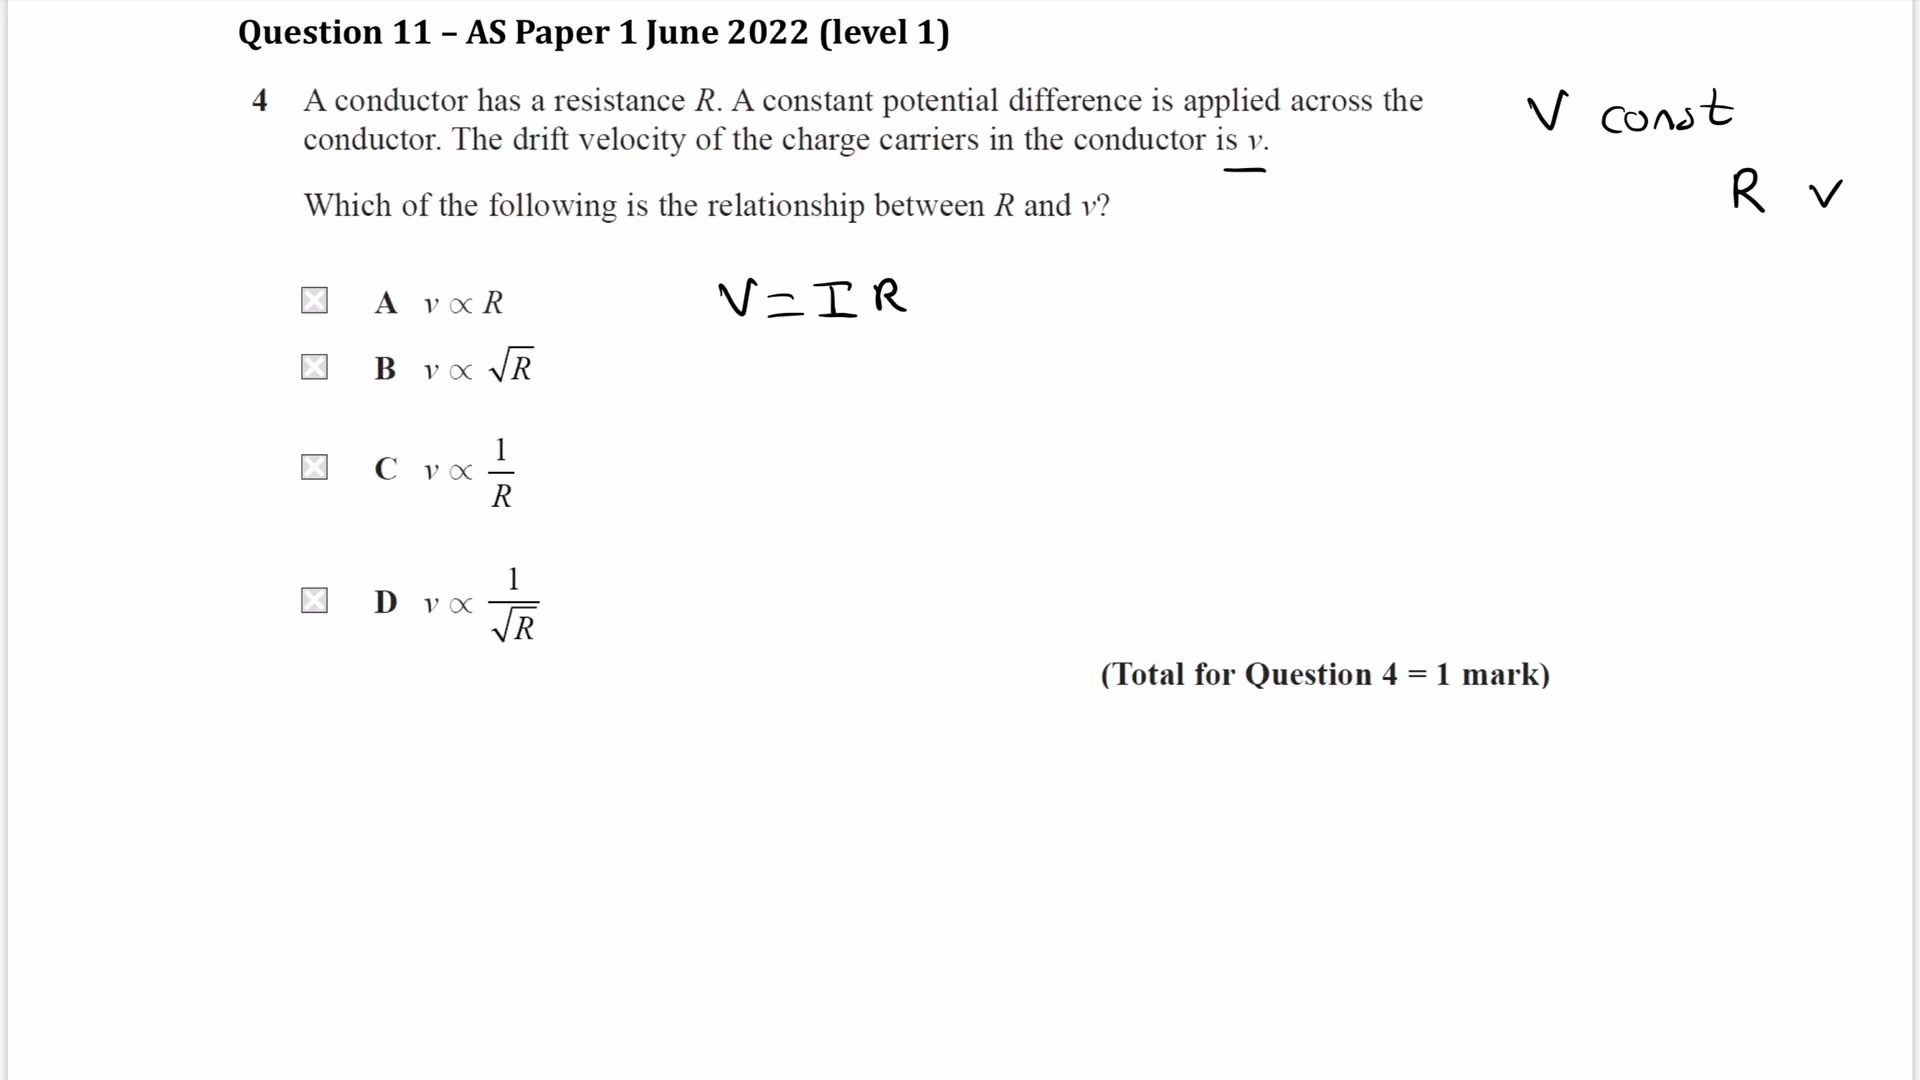 Question 11 – AS Paper 1 June 2022 (level 1)
4 A conductor has a resistance R. A constant potential difference is applied across the
conductor. The drift velocity of the charge carriers in the conductor is v.
V const
R v
Which of the following is the relationship between R and v?
A v ∝ R
V = I R
B v ∝ √R
C v ∝ 1/R
D v ∝ 1/√R
(Total for Question 4 = 1 mark)